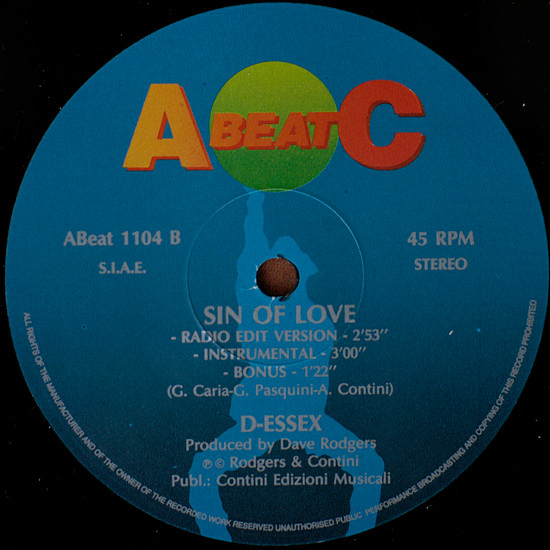 A BEAT C
ABeat 1104 B
45 RPM
S.I.A.E.
STEREO
SIN OF LOVE
- RADIO EDIT VERSION - 2'53"
- INSTRUMENTAL - 3'00"
- BONUS - 1'22"
(G. Caria-G. Pasquini-A. Contini)
D-ESSEX
Produced by Dave Rodgers
℗ © Rodgers & Contini
Publ.: Contini Edizioni Musicali
ALL RIGHTS OF THE MANUFACTURER AND OF THE OWNER OF THE RECORDED WORK RESERVED UNAUTHORISED PUBLIC PERFORMANCE BROADCASTING AND COPYING OF THIS RECORD PROHIBITED